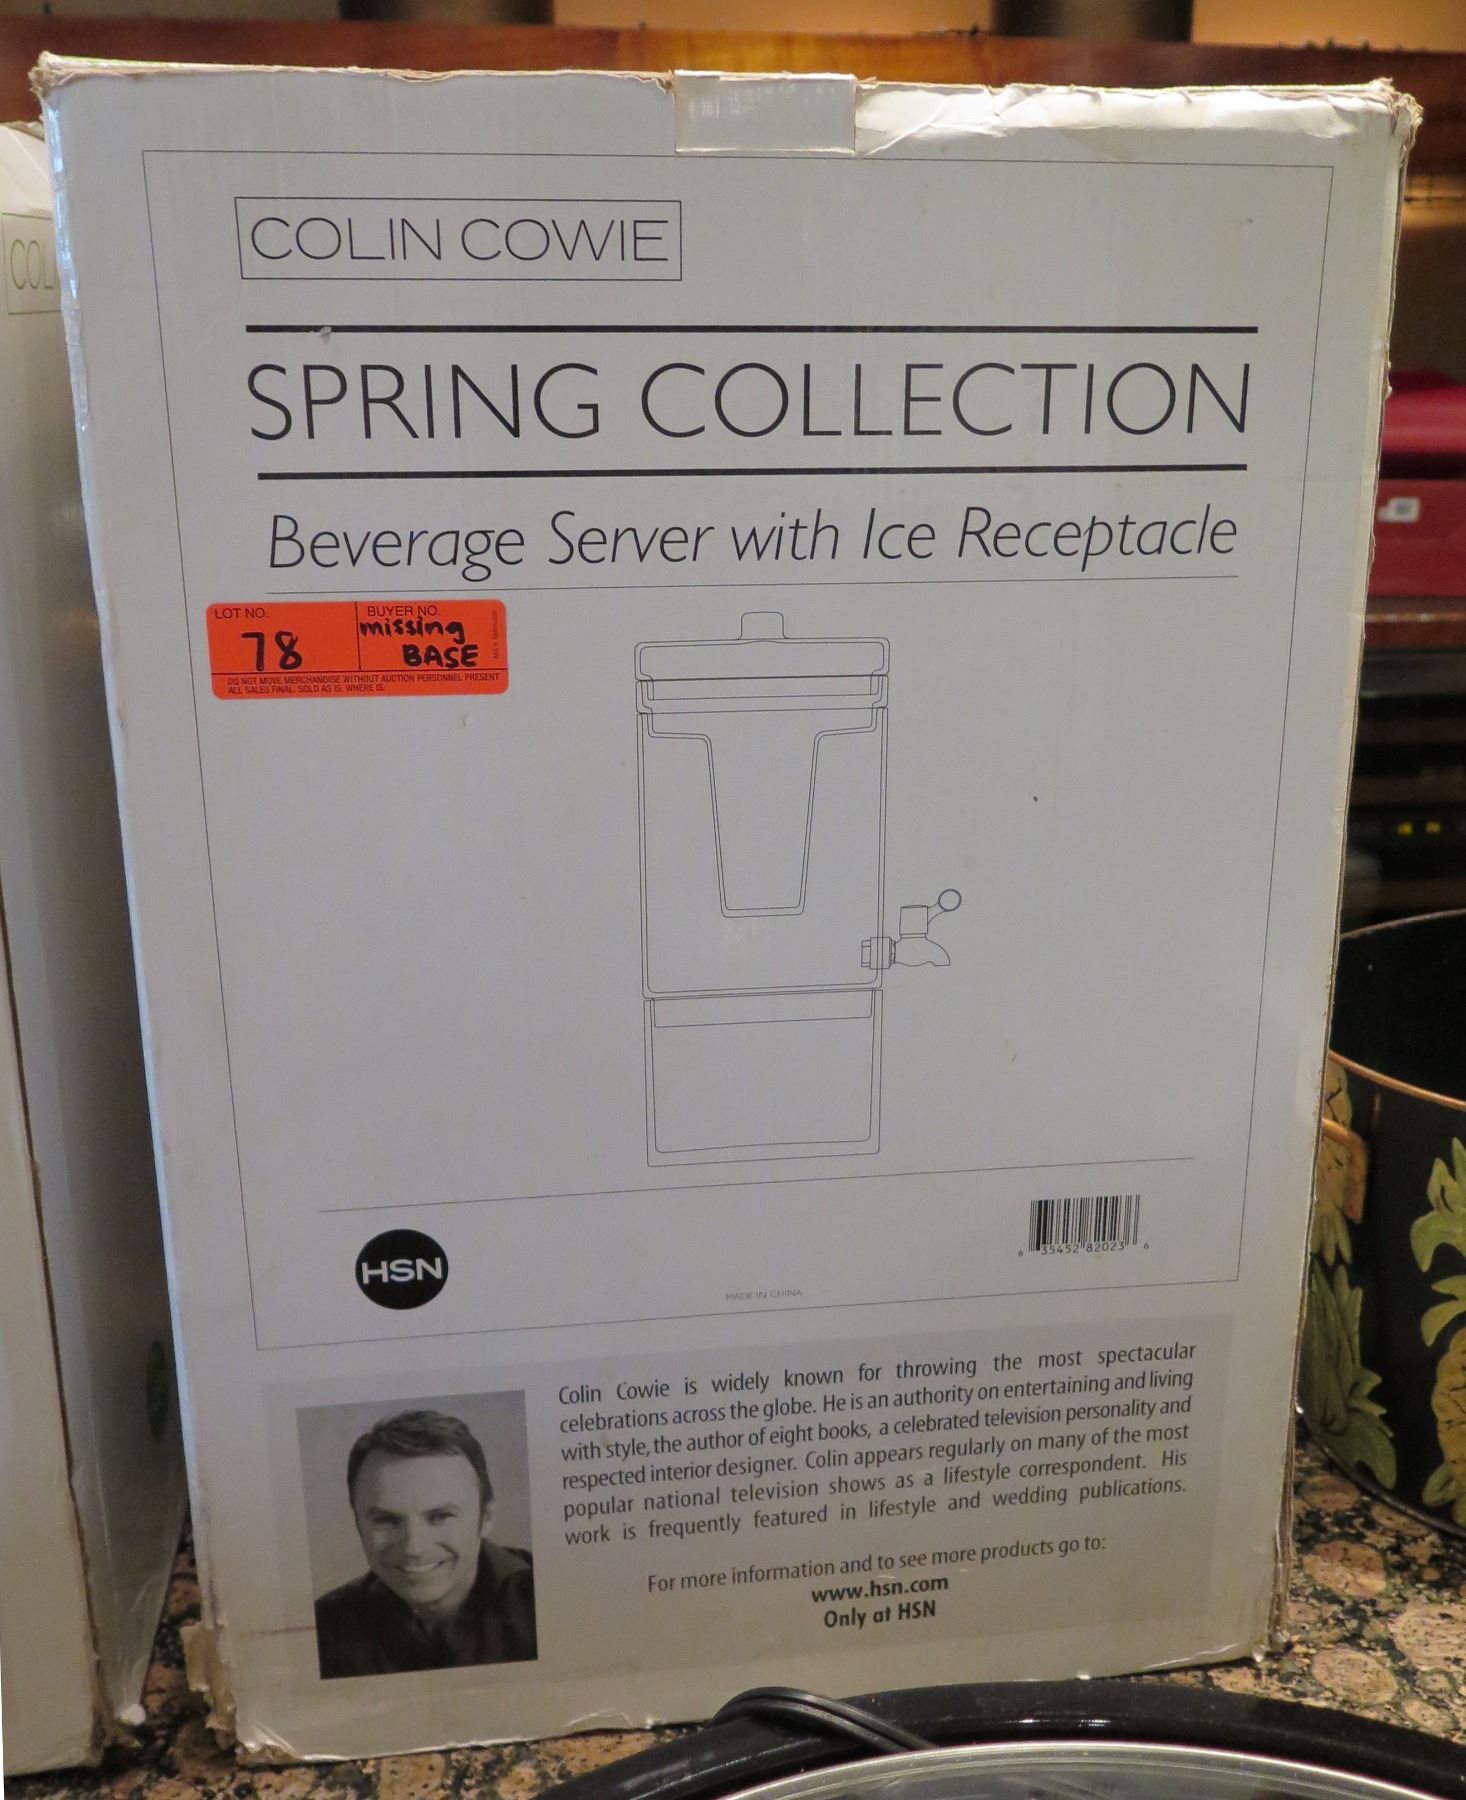 COLIN COWIE
COL
SPRING COLLECTION
Beverage Server with Ice Receptacle
LOT NO.
78
BUYER NO.
missing
BASE
DO NOT MOVE MERCHANDISE WITHOUT AUCTION PERSONNEL PRESENT
ALL SALES FINAL. SOLD AS IS. WHERE IS.
HSN
6 35452 82023 6
MADE IN CHINA
Colin Cowie is widely known for throwing the most spectacular
celebrations across the globe. He is an authority on entertaining and living
with style, the author of eight books, a celebrated television personality and
respected interior designer. Colin appears regularly on many of the most
popular national television shows as a lifestyle correspondent. His
work is frequently featured in lifestyle and wedding publications.
For more information and to see more products go to:
www.hsn.com
Only at HSN